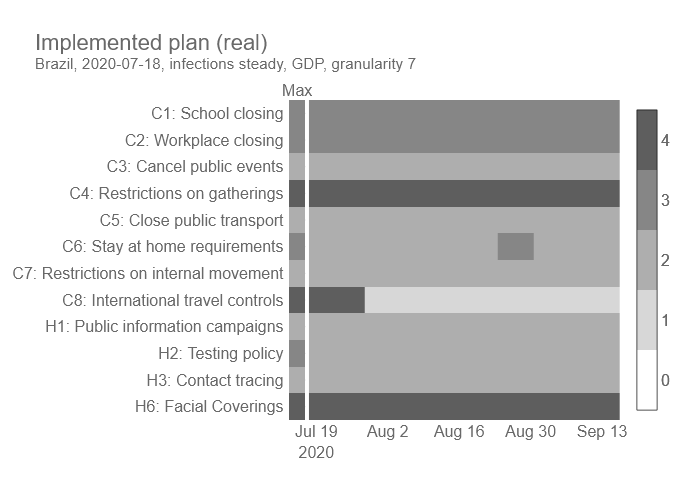 Implemented plan (real)
Brazil, 2020-07-18, infections steady, GDP, granularity 7
Max
C1: School closing
C2: Workplace closing
C3: Cancel public events
C4: Restrictions on gatherings
C5: Close public transport
C6: Stay at home requirements
C7: Restrictions on internal movement
C8: International travel controls
H1: Public information campaigns
H2: Testing policy
H3: Contact tracing
H6: Facial Coverings
4
3
2
1
0
Jul 19 Aug 2 Aug 16 Aug 30 Sep 13
2020